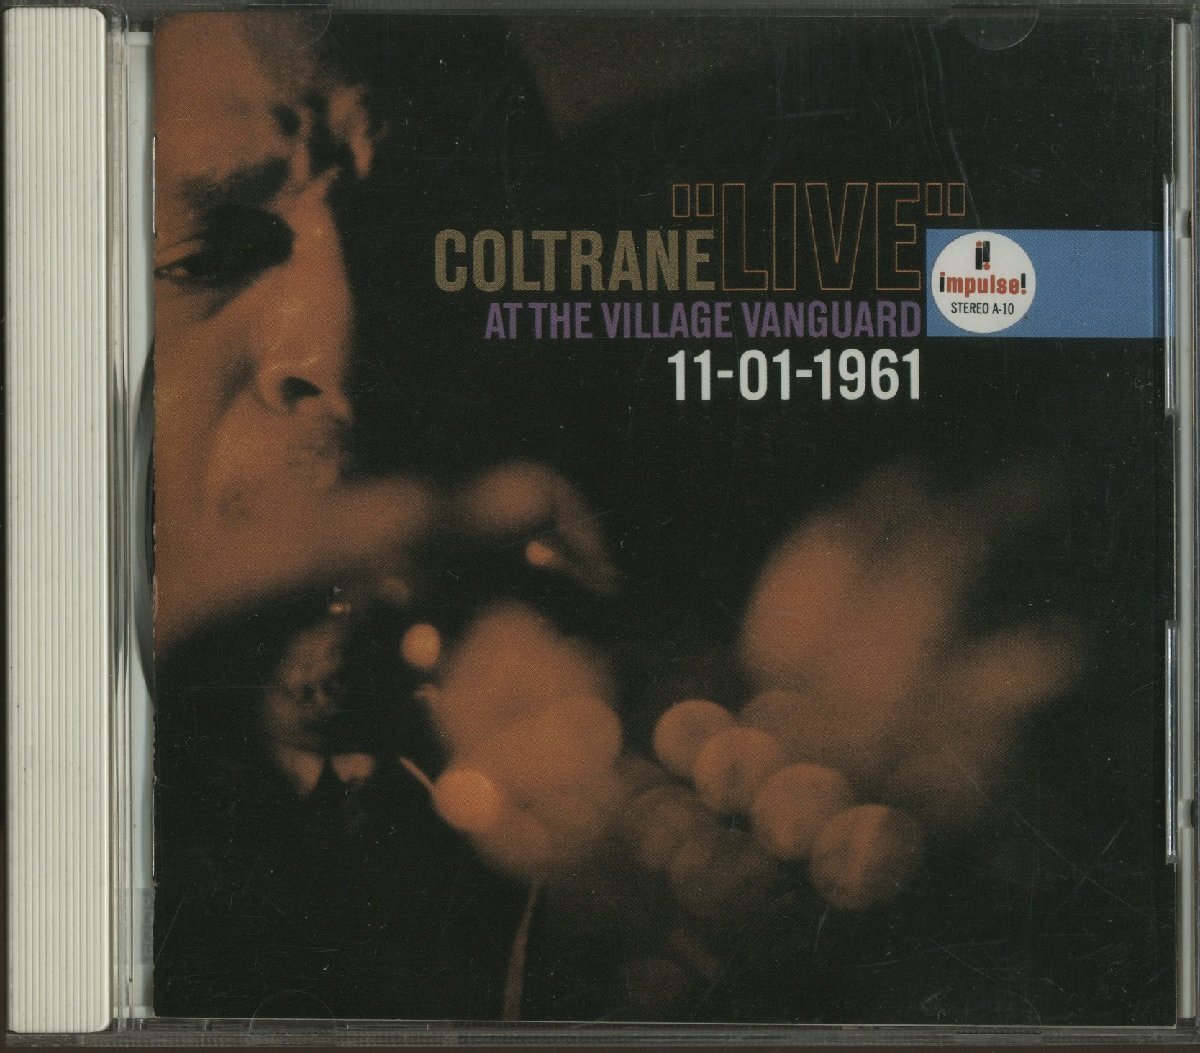 "LIVE"
COLTRANE
AT THE VILLAGE VANGUARD
11-01-1961
impulse!
STEREO A-10